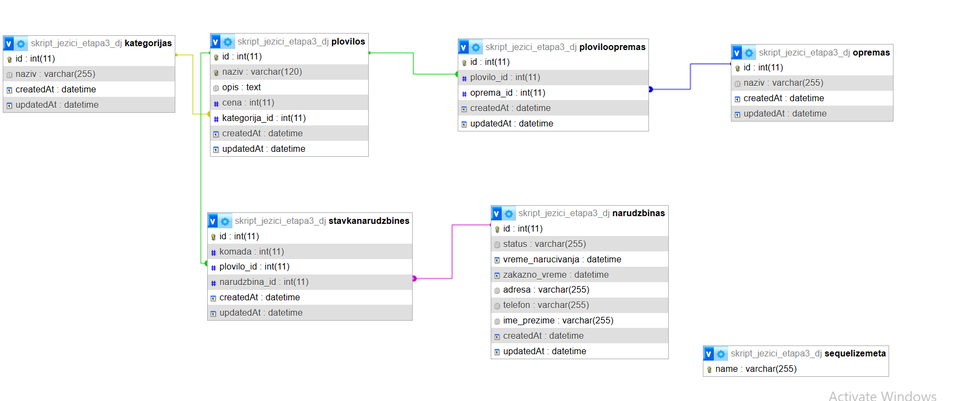 skript_jezici_etapa3_dj kategorijas
id : int(11)
naziv : varchar(255)
createdAt : datetime
updatedAt : datetime
skript_jezici_etapa3_dj plovilos
id : int(11)
naziv : varchar(120)
opis : text
cena : int(11)
kategorija_id : int(11)
createdAt : datetime
updatedAt : datetime
skript_jezici_etapa3_dj plovilooopremas
id : int(11)
plovilo_id : int(11)
oprema_id : int(11)
createdAt : datetime
updatedAt : datetime
skript_jezici_etapa3_dj opremas
id : int(11)
naziv : varchar(255)
createdAt : datetime
updatedAt : datetime
skript_jezici_etapa3_dj stavkanarudzbines
id : int(11)
komada : int(11)
plovilo_id : int(11)
narudzbina_id : int(11)
createdAt : datetime
updatedAt : datetime
skript_jezici_etapa3_dj narudzbinas
id : int(11)
status : varchar(255)
vreme_narucivanja : datetime
zakazno_vreme : datetime
adresa : varchar(255)
telefon : varchar(255)
ime_prezime : varchar(255)
createdAt : datetime
updatedAt : datetime
skript_jezici_etapa3_dj sequelizemeta
name : varchar(255)
Activate Windows